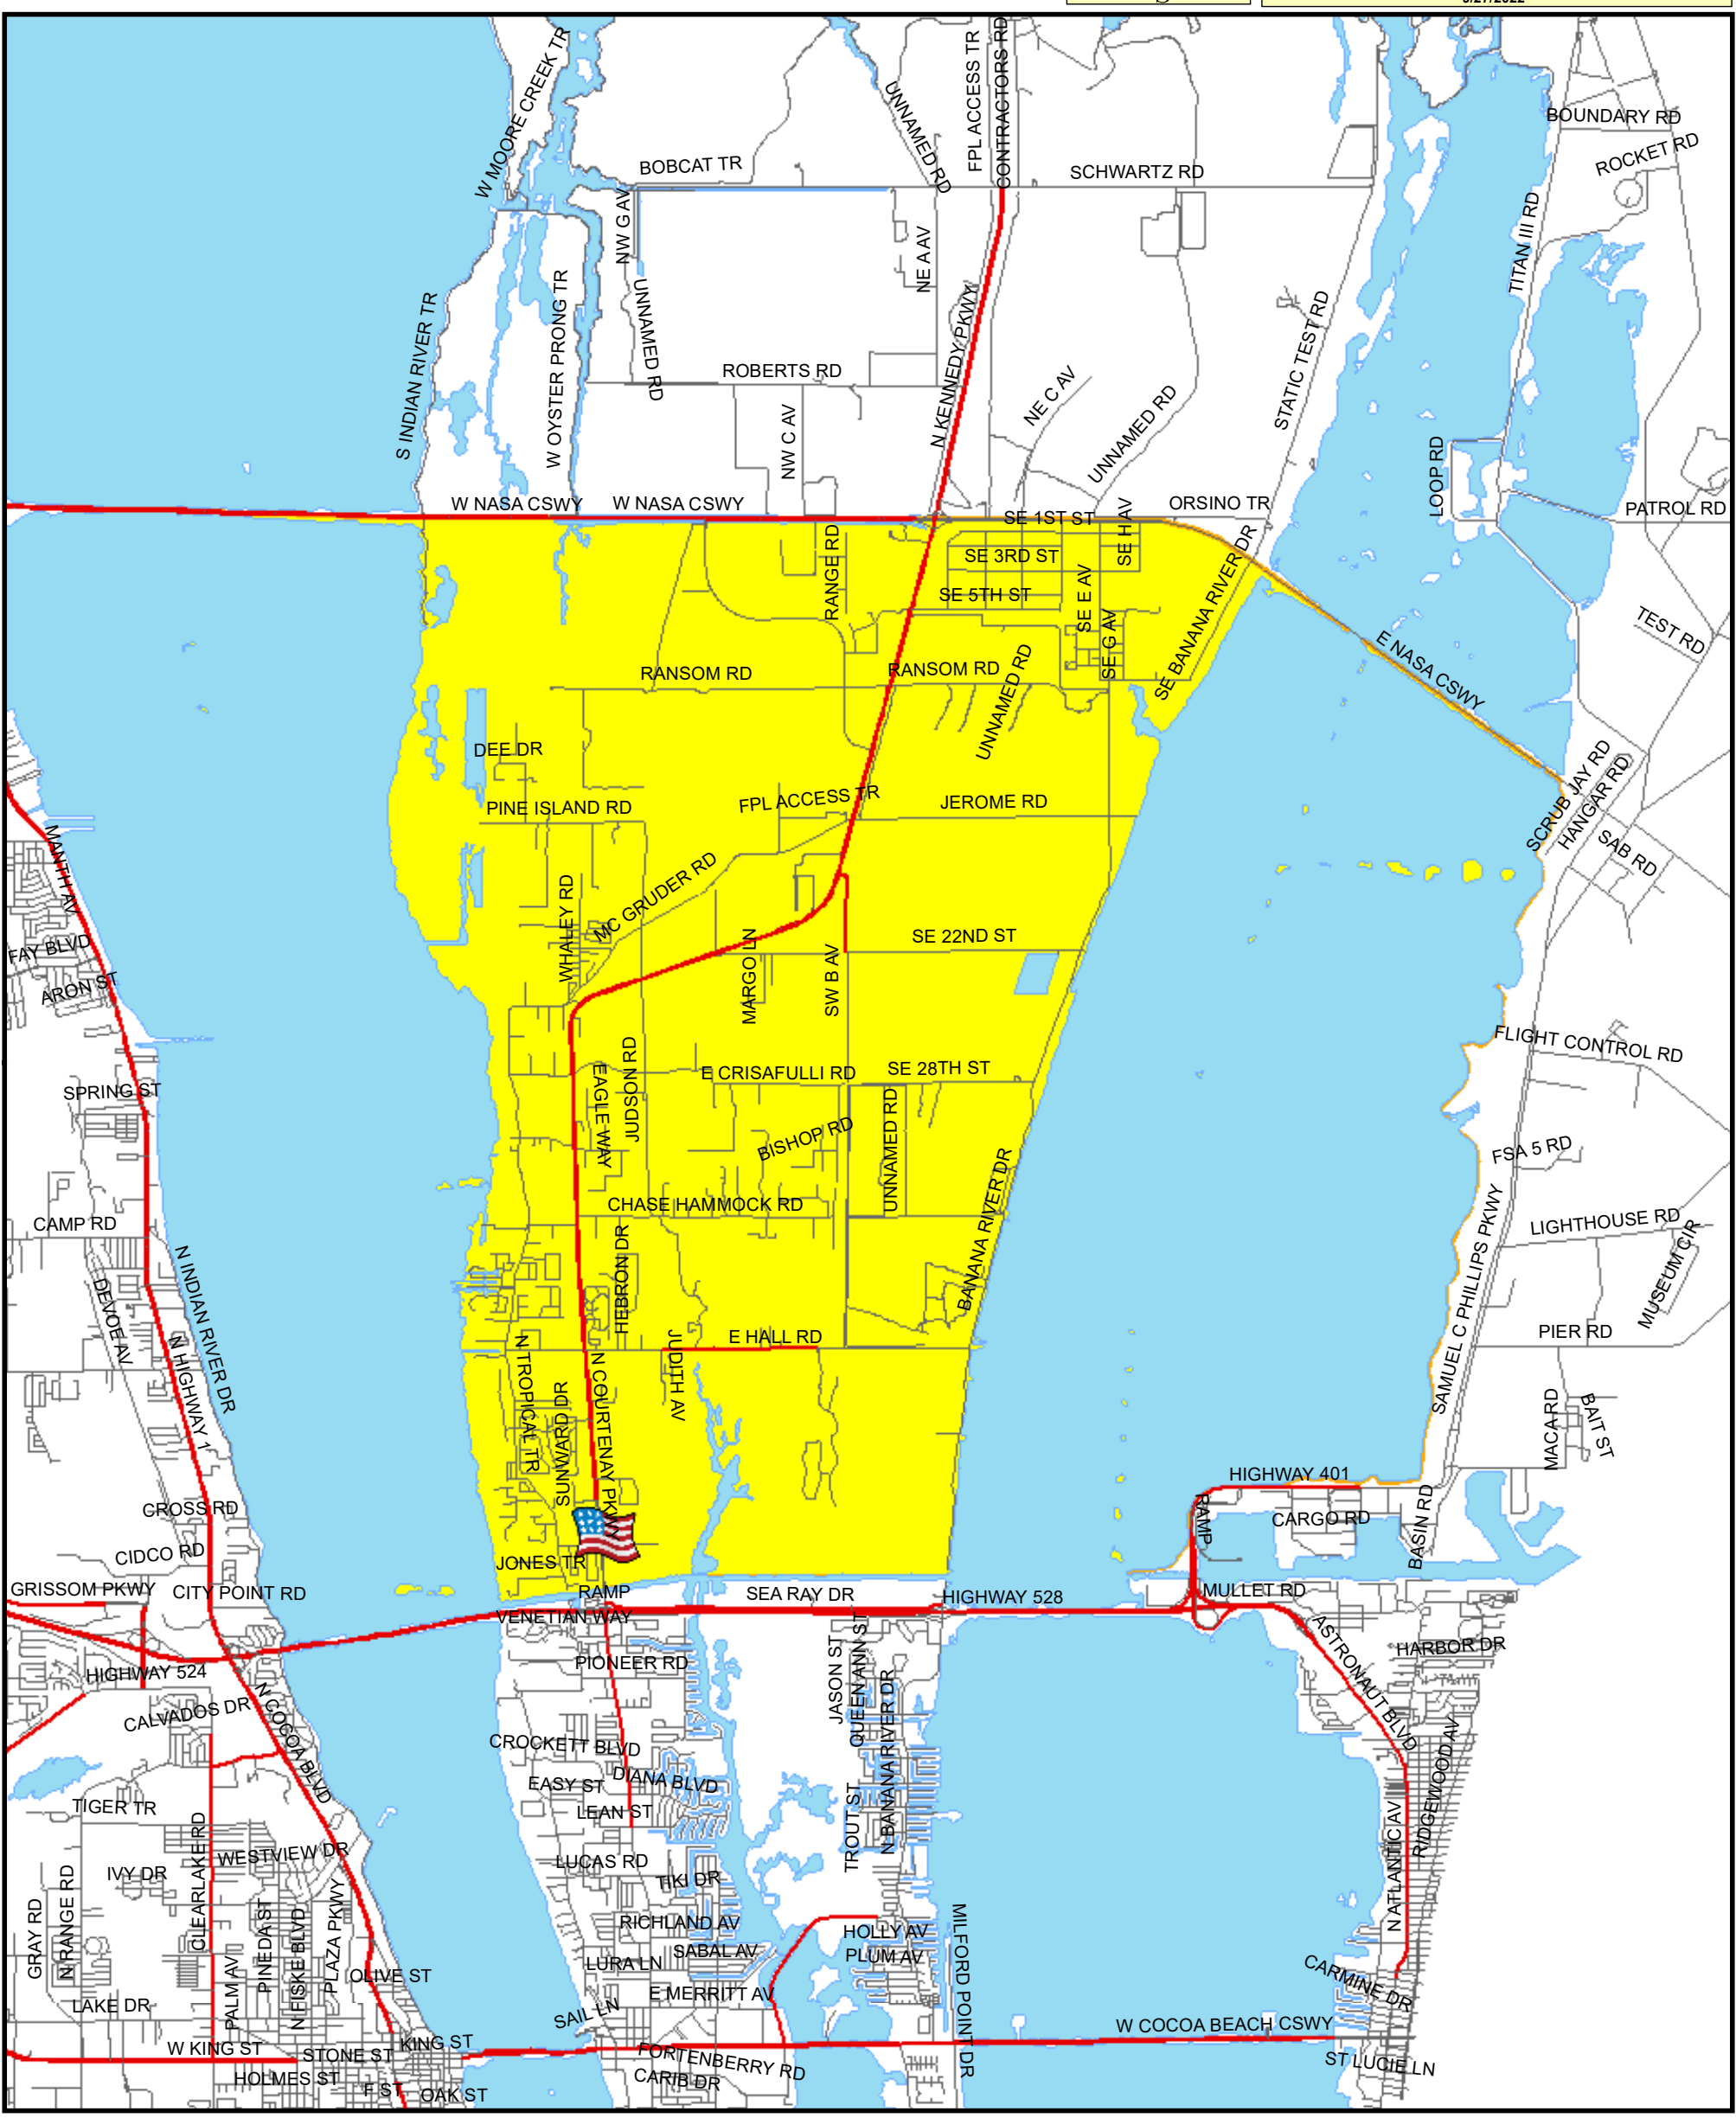 W MOORE CREEK TR
UNNAMED RD
FPL ACCESS TR
CONTRACTORS RD
BOUNDARY RD
ROCKET RD
BOBCAT TR
SCHWARTZ RD
NW G AV
NE A AV
TITAN III RD
S INDIAN RIVER TR
W OYSTER PRONG TR
UNNAMED RD
ROBERTS RD
N KENNEDY PKWY
NE C AV
UNNAMED RD
STATIC TEST RD
NW C AV
LOOP RD
W NASA CSWY
W NASA CSWY
ORSINO TR
PATROL RD
SE 1ST ST
SE H AV
RANGE RD
SE 3RD ST
SE 5TH ST
SE E AV
SE G AV
SE BANANA RIVER DR
TEST RD
E NASA CSWY
RANSOM RD
RANSOM RD
UNNAMED RD
DEE DR
SCRUB JAY RD
HANGAR RD
PINE ISLAND RD
FPL ACCESS TR
JEROME RD
SAB RD
MANTH AV
MC GRUDER RD
WHALEY RD
FAY BLVD
ARON ST
MARGO LN
SW B AV
SE 22ND ST
FLIGHT CONTROL RD
SPRING ST
EAGLE WAY
JUDSON RD
E CRISAFULLI RD
SE 28TH ST
BISHOP RD
UNNAMED RD
FSA 5 RD
BANANA RIVER DR
CHASE HAMMOCK RD
CAMP RD
LIGHTHOUSE RD
MUSEUM CIR
SAMUEL C PHILLIPS PKWY
N INDIAN RIVER DR
DEVOE AV
HEBRON DR
N HIGHWAY 1
N TROPICAL TR
SUNWARD DR
N COURTENAY PKWY
JUDITH AV
E HALL RD
PIER RD
MACA RD
BAIT ST
HIGHWAY 401
CROSS RD
RAMP
CARGO RD
BASIN RD
CIDCO RD
JONES TR
GRISSOM PKWY
CITY POINT RD
RAMP
SEA RAY DR
HIGHWAY 528
MULLET RD
VENETIAN WAY
ASTRONAUT BLVD
HARBOR DR
HIGHWAY 524
PIONEER RD
JASON ST
QUEEN ANN ST
N BANANA RIVER DR
N COCOA BLVD
CALVADOS DR
CROCKETT BLVD
RIDGEWOOD AV
EASY ST
DIANA BLVD
TIGER TR
LEAN ST
TROUT ST
N ATLANTIC AV
CLEARLAKE RD
WESTVIEW DR
IVY DR
LUCAS RD
TIKI DR
GRAY RD
N RANGE RD
PINEDA ST
N FISKE BLVD
PLAZA PKWY
RICHLAND AV
HOLLY AV
MILFORD POINT DR
SABAL AV
PLUM AV
LURA LN
OLIVE ST
CARMINE DR
PALM AV
LAKE DR
E MERRITT AV
SAIL LN
W COCOA BEACH CSWY
KING ST
W KING ST
STONE ST
FORTENBERRY RD
ST LUCIE LN
HOLMES ST
F ST
OAK ST
CARIB DR